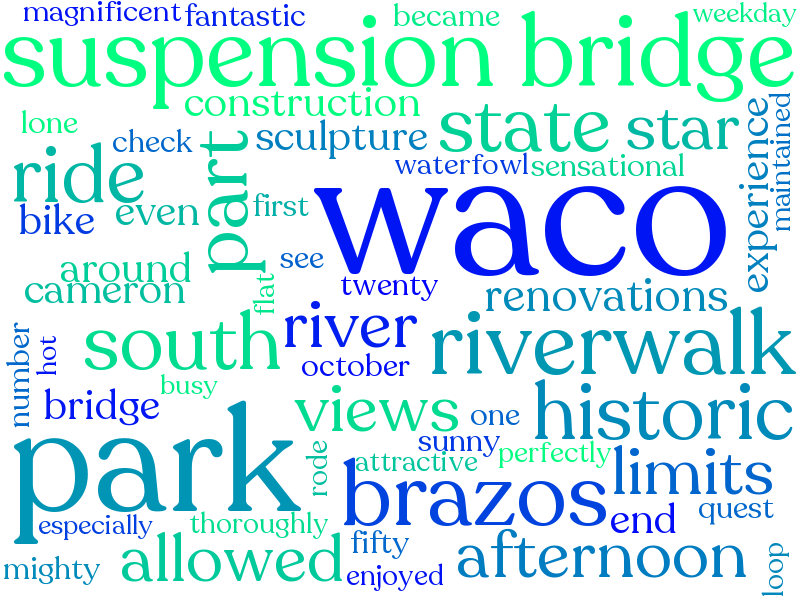 magnificent
fantastic
became
weekday
suspension bridge
construction
lone
check
sculpture
state
star
experience
maintained
ride
part
waterfowl
sensational
waco
bike
even
first
around
see
cameron
flat
twenty
renovations
south
river
riverwalk
number
hot
october
busy
bridge
views
one
historic
park
rode
sunny
attractive
perfectly
limits
brazos
especially
thoroughly
end
quest
mighty
allowed
fifty
enjoyed
afternoon
loop